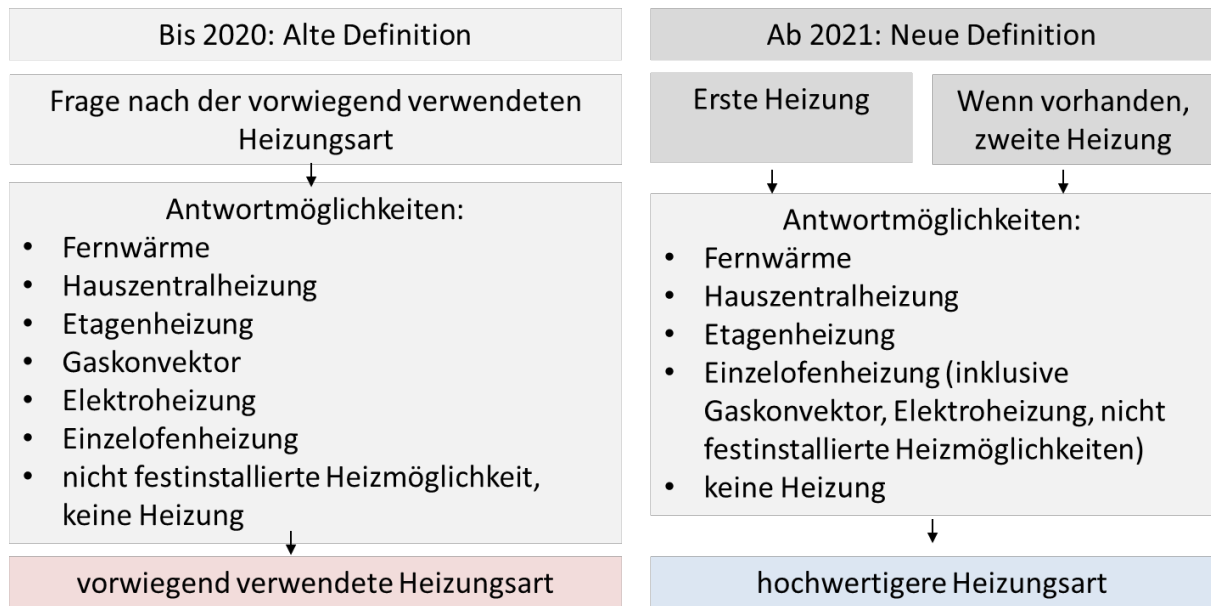 Bis 2020: Alte Definition
Frage nach der vorwiegend verwendeten
Heizungsart
Antwortmöglichkeiten:
• Fernwärme
• Hauszentralheizung
• Etagenheizung
• Gaskonvektor
• Elektroheizung
• Einzelofenheizung
• nicht festinstallierte Heizmöglichkeit,
keine Heizung
vorwiegend verwendete Heizungsart
Ab 2021: Neue Definition
Erste Heizung
Wenn vorhanden,
zweite Heizung
Antwortmöglichkeiten:
• Fernwärme
• Hauszentralheizung
• Etagenheizung
• Einzelofenheizung (inklusive
Gaskonvektor, Elektroheizung, nicht
festinstallierte Heizmöglichkeiten)
• keine Heizung
hochwertigere Heizungsart